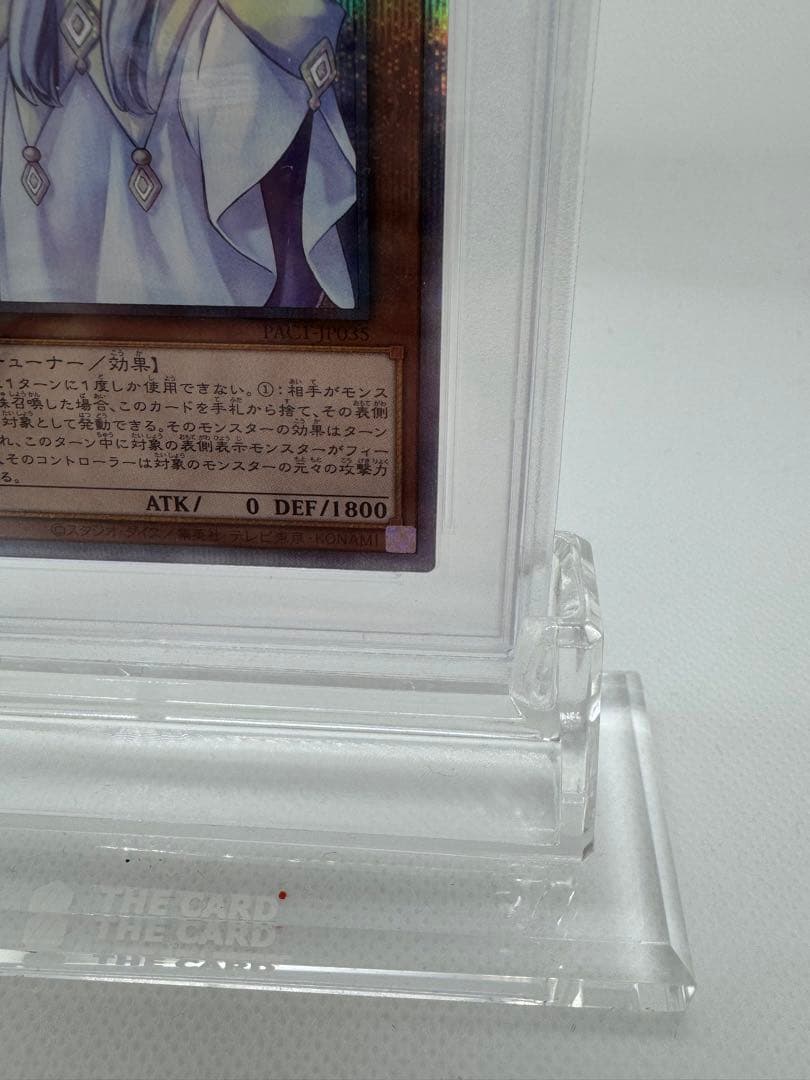 PACT-JP035
チューナー／効果】
1ターンに1度しか使用できない。①：相手がモンス
殊召喚した場合、このカードを手札から捨て、その表側
対象として発動できる。そのモンスターの効果はターン
れ、このターン中に対象の表側表示モンスターがフィー
、そのコントローラーは対象のモンスターの元々の攻撃力
る。
ATK/ 0 DEF/1800
©スタジオ・ダイス／集英社・テレビ東京・KONAMI
THE CARD
THE CARD
THE CARD